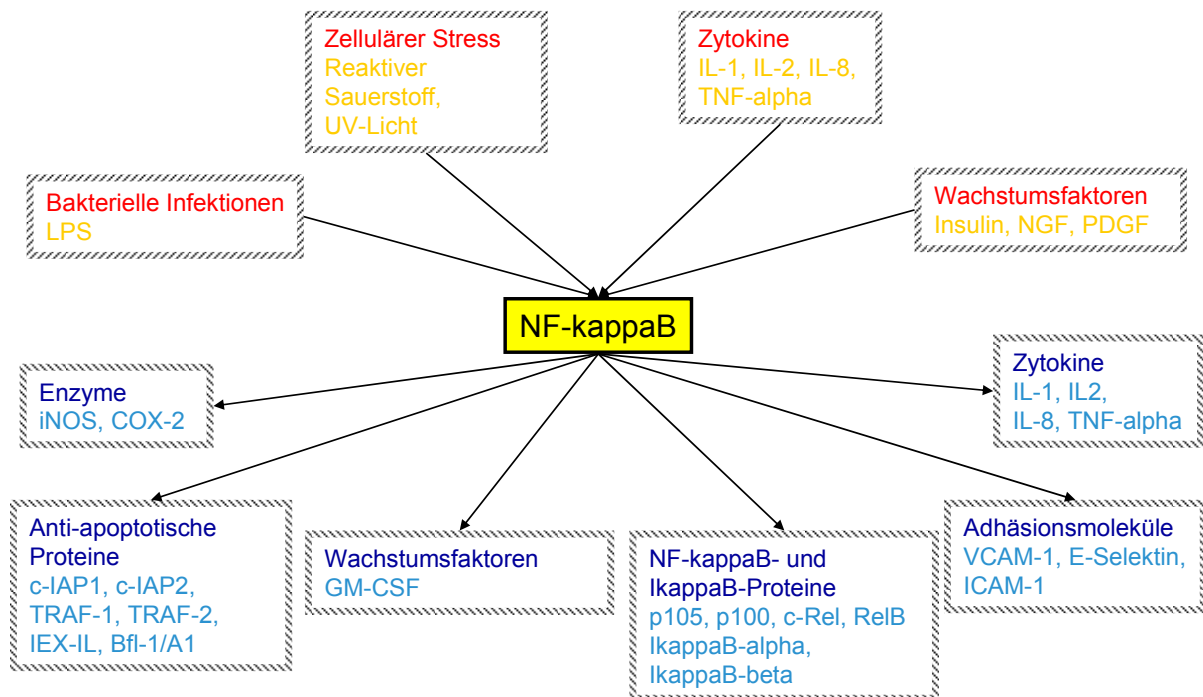 Zellulärer Stress
Reaktiver
Sauerstoff,
UV-Licht
Zytokine
IL-1, IL-2, IL-8,
TNF-alpha
Bakterielle Infektionen
LPS
Wachstumsfaktoren
Insulin, NGF, PDGF
NF-kappaB
Enzyme
iNOS, COX-2
Zytokine
IL-1, IL2,
IL-8, TNF-alpha
Anti-apoptotische
Proteine
c-IAP1, c-IAP2,
TRAF-1, TRAF-2,
IEX-IL, Bfl-1/A1
Wachstumsfaktoren
GM-CSF
NF-kappaB- und
IkappaB-Proteine
p105, p100, c-Rel, RelB
IkappaB-alpha,
IkappaB-beta
Adhäsionsmoleküle
VCAM-1, E-Selektin,
ICAM-1